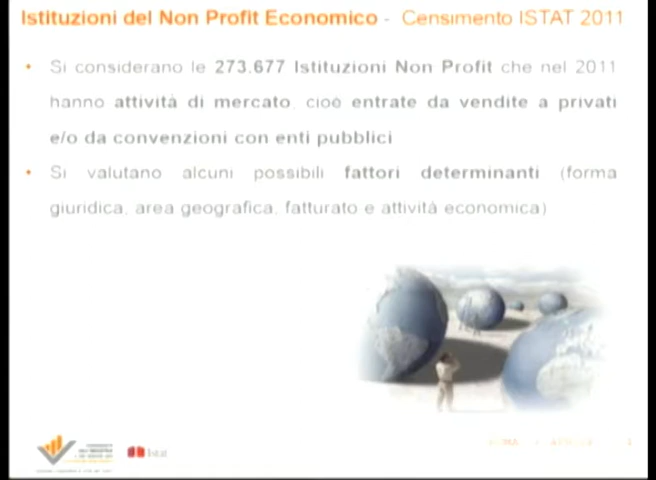 Istituzioni del Non Profit Economico - Censimento ISTAT 2011
• Si considerano le 273.677 Istituzioni Non Profit che nel 2011
hanno attività di mercato, cioè entrate da vendite a privati
e/o da convenzioni con enti pubblici
• Si valutano alcuni possibili fattori determinanti (forma
giuridica, area geografica, fatturato e attività economica)